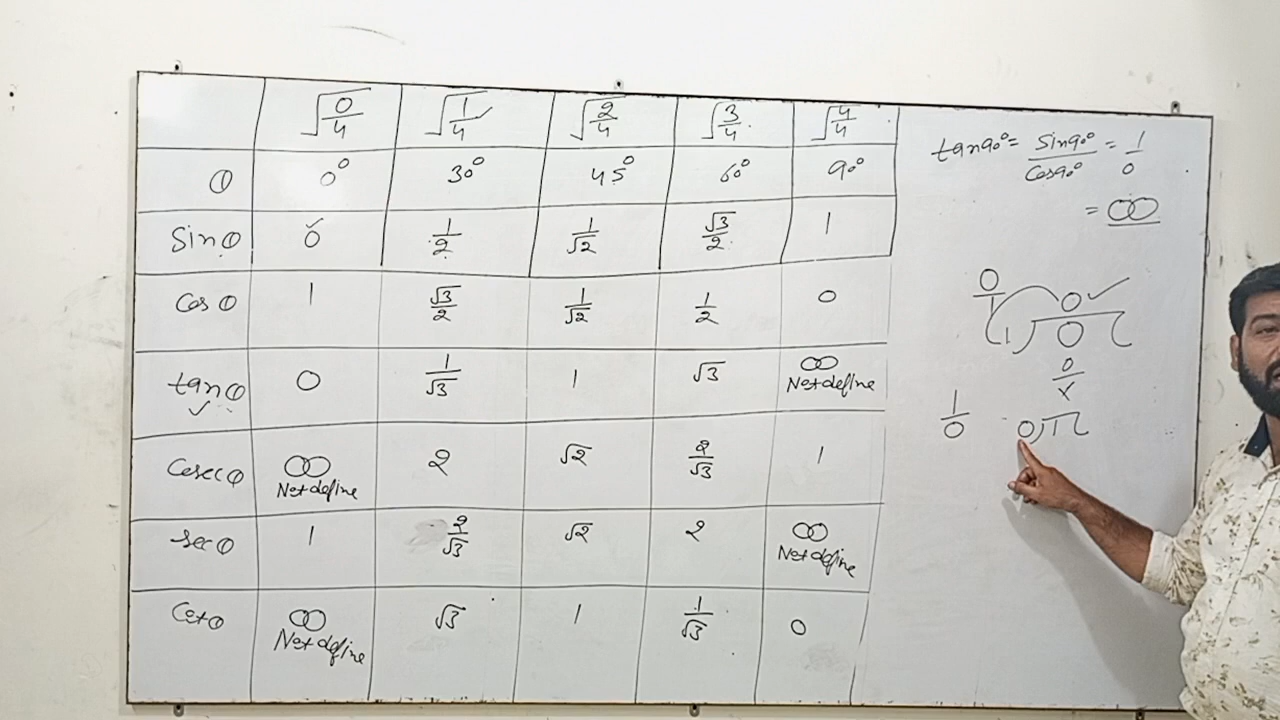 √0/4 √1/4 ✓ √2/4 √3/4 √4/4
θ 0° 30° 45° 60° 90°
Sinθ 0 ✓ 1/2 1/√2 √3/2 1
Cosθ 1 √3/2 1/√2 1/2 0
tanθ ✓ 0 1/√3 1 √3 ∞ Not define
Cosecθ ∞ Not define 2 √2 2/√3 1
secθ 1 2/√3 √2 2 ∞ Not define
Cotθ ∞ Not define √3 1 1/√3 0
tan90° = Sin90°/Cos90° = 1/0
= ∞
0/1 0 ✓
1)0(
0
×
1/0 0)1(